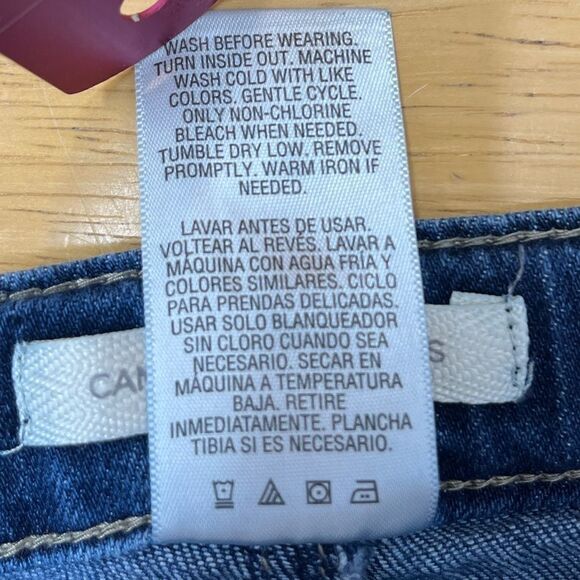 WASH BEFORE WEARING.
TURN INSIDE OUT. MACHINE
WASH COLD WITH LIKE
COLORS. GENTLE CYCLE.
ONLY NON-CHLORINE
BLEACH WHEN NEEDED.
TUMBLE DRY LOW. REMOVE
PROMPTLY. WARM IRON IF
NEEDED.
LAVAR ANTES DE USAR.
VOLTEAR AL REVÉS. LAVAR A
MÁQUINA CON AGUA FRÍA Y
COLORES SIMILARES. CICLO
PARA PRENDAS DELICADAS.
USAR SOLO BLANQUEADOR
SIN CLORO CUANDO SEA
NECESARIO. SECAR EN
MÁQUINA A TEMPERATURA
BAJA. RETIRE
INMEDIATAMENTE. PLANCHA
TIBIA SI ES NECESARIO.